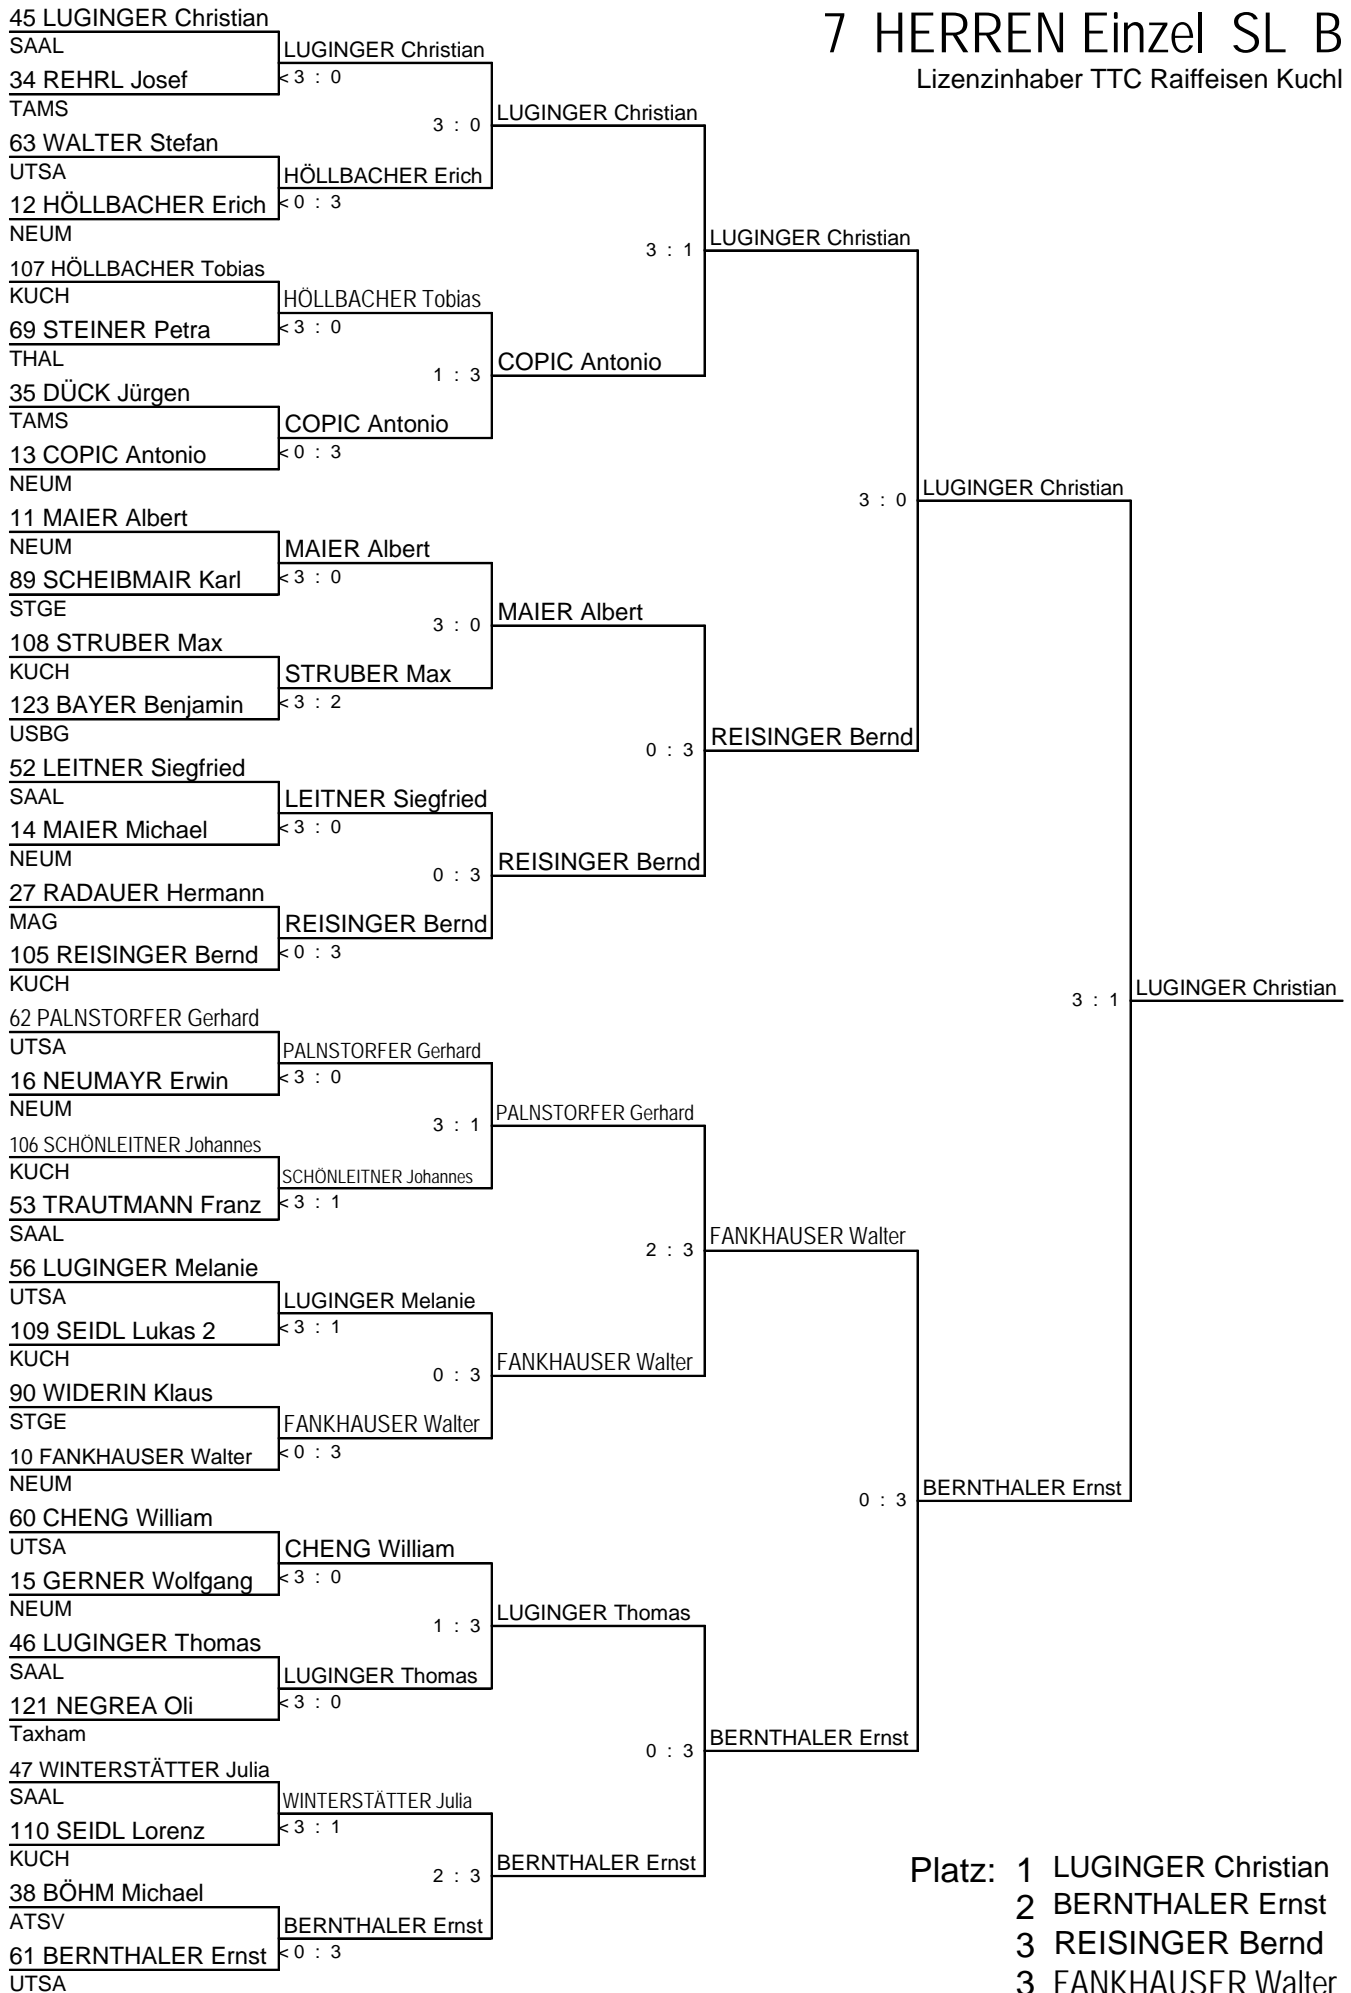 7 HERREN Einzel SL B
Lizenzinhaber TTC Raiffeisen Kuchl
45 LUGINGER Christian
SAAL
34 REHRL Josef
TAMS
63 WALTER Stefan
UTSA
12 HÖLLBACHER Erich
NEUM
107 HÖLLBACHER Tobias
KUCH
69 STEINER Petra
THAL
35 DÜCK Jürgen
TAMS
13 COPIC Antonio
NEUM
11 MAIER Albert
NEUM
89 SCHEIBMAIR Karl
STGE
108 STRUBER Max
KUCH
123 BAYER Benjamin
USBG
52 LEITNER Siegfried
SAAL
14 MAIER Michael
NEUM
27 RADAUER Hermann
MAG
105 REISINGER Bernd
KUCH
62 PALNSTORFER Gerhard
UTSA
16 NEUMAYR Erwin
NEUM
106 SCHÖNLEITNER Johannes
KUCH
53 TRAUTMANN Franz
SAAL
56 LUGINGER Melanie
UTSA
109 SEIDL Lukas 2
KUCH
90 WIDERIN Klaus
STGE
10 FANKHAUSER Walter
NEUM
60 CHENG William
UTSA
15 GERNER Wolfgang
NEUM
46 LUGINGER Thomas
SAAL
121 NEGREA Oli
Taxham
47 WINTERSTÄTTER Julia
SAAL
110 SEIDL Lorenz
KUCH
38 BÖHM Michael
ATSV
61 BERNTHALER Ernst
UTSA
LUGINGER Christian
< 3 : 0
HÖLLBACHER Erich
< 0 : 3
HÖLLBACHER Tobias
< 3 : 0
COPIC Antonio
< 0 : 3
MAIER Albert
< 3 : 0
STRUBER Max
< 3 : 2
LEITNER Siegfried
< 3 : 0
REISINGER Bernd
< 0 : 3
PALNSTORFER Gerhard
< 3 : 0
SCHÖNLEITNER Johannes
< 3 : 1
LUGINGER Melanie
< 3 : 1
FANKHAUSER Walter
< 0 : 3
CHENG William
< 3 : 0
LUGINGER Thomas
< 3 : 0
WINTERSTÄTTER Julia
< 3 : 1
BERNTHALER Ernst
< 0 : 3
LUGINGER Christian
3 : 0
COPIC Antonio
1 : 3
MAIER Albert
3 : 0
REISINGER Bernd
0 : 3
PALNSTORFER Gerhard
3 : 1
FANKHAUSER Walter
0 : 3
LUGINGER Thomas
1 : 3
BERNTHALER Ernst
2 : 3
LUGINGER Christian
3 : 1
REISINGER Bernd
0 : 3
FANKHAUSER Walter
2 : 3
BERNTHALER Ernst
0 : 3
LUGINGER Christian
3 : 0
BERNTHALER Ernst
0 : 3
LUGINGER Christian
3 : 1
Platz: 1 LUGINGER Christian
2 BERNTHALER Ernst
3 REISINGER Bernd
3 FANKHAUSER Walter